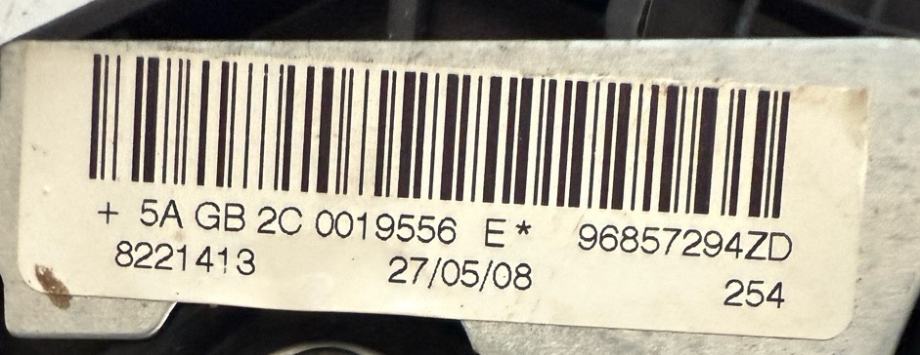 + 5A GB 2C 0019556 E* 96857294ZD
8221413 27/05/08 254